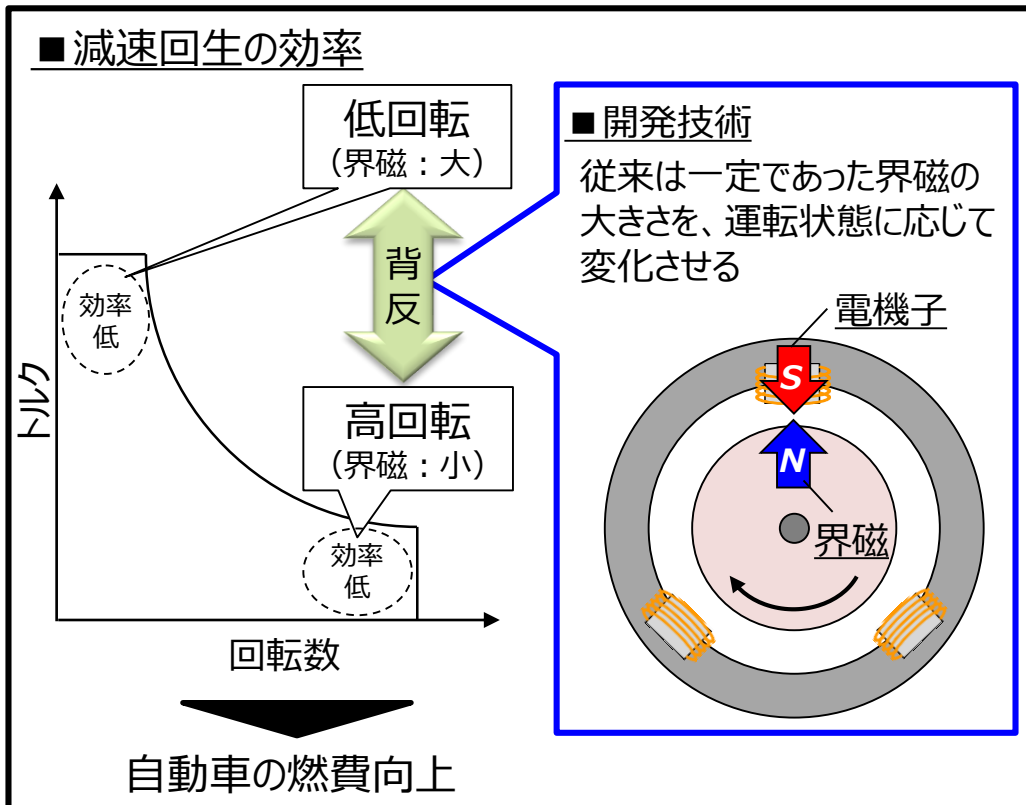 ■減速回生の効率
低回転
（界磁：大）
背反
高回転
（界磁：小）
効率
低
効率
低
トルク
回転数
自動車の燃費向上
■開発技術
従来は一定であった界磁の
大きさを、運転状態に応じて
変化させる
電機子
S
N
界磁